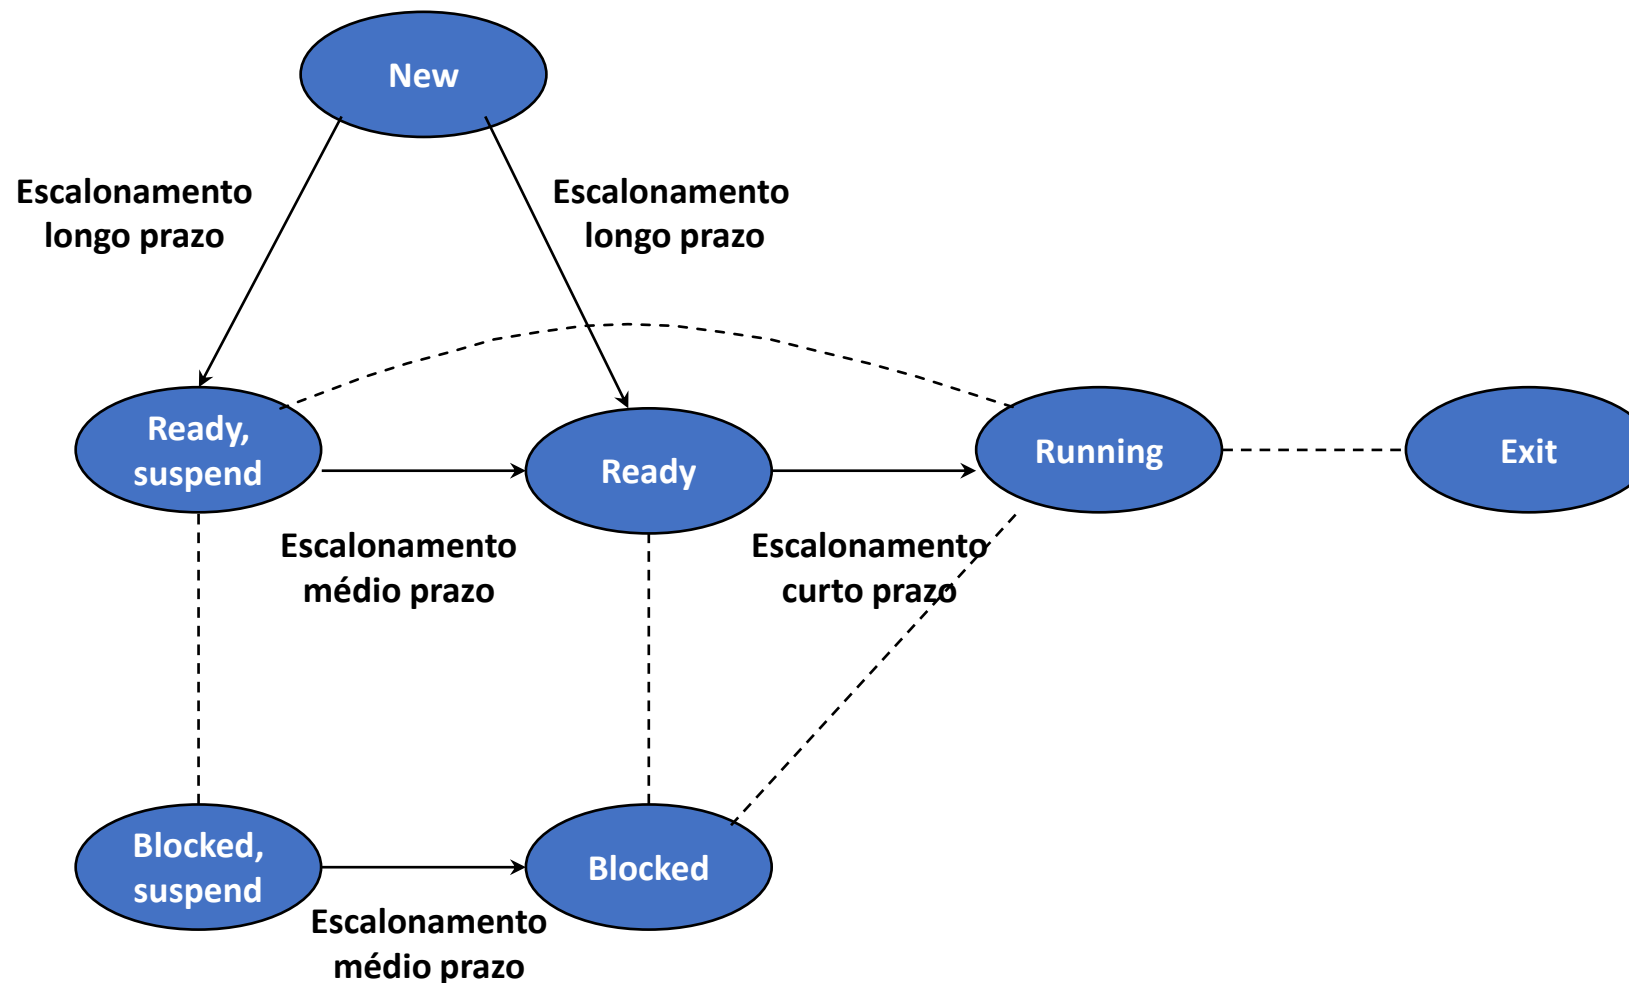 New
Escalonamento
longo prazo
Escalonamento
longo prazo
Ready,
suspend
Ready
Running
Exit
Escalonamento
médio prazo
Escalonamento
curto prazo
Blocked,
suspend
Blocked
Escalonamento
médio prazo